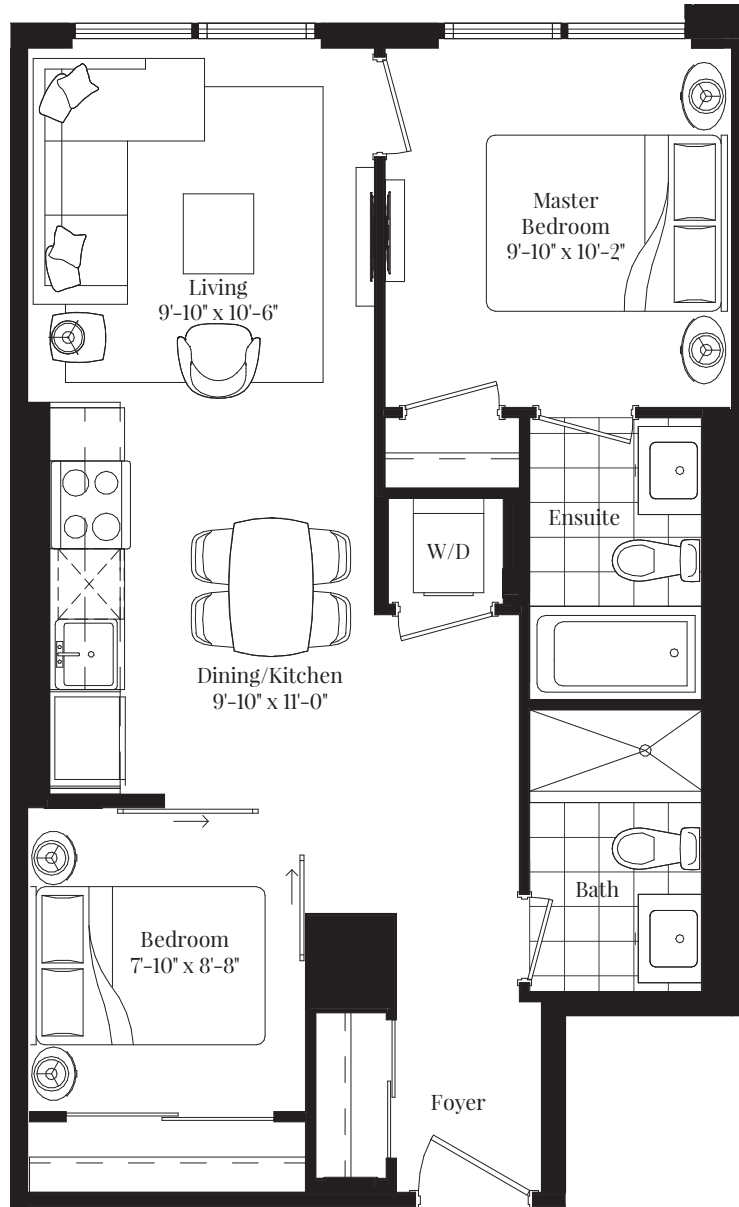 Master
Bedroom
9'-10" x 10'-2"
Living
9'-10" x 10'-6"
Ensuite
W/D
Dining/Kitchen
9'-10" x 11'-0"
Bath
Bedroom
7'-10" x 8'-8"
Foyer